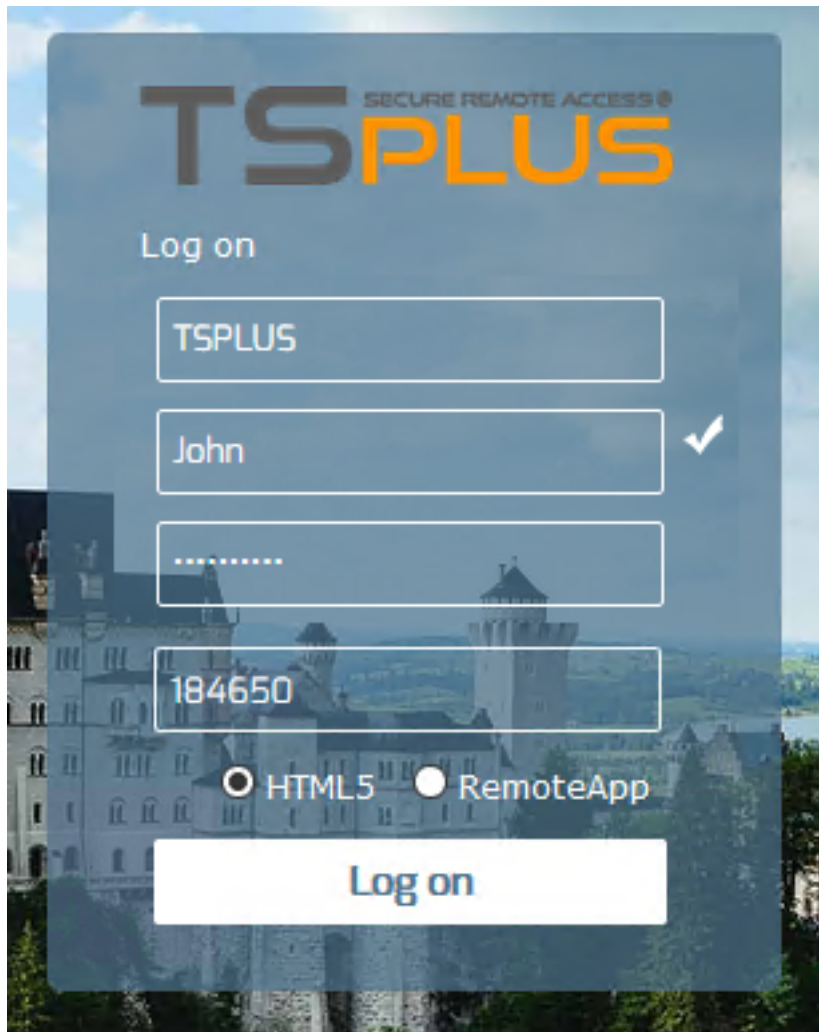 TSPLUS
SECURE REMOTE ACCESS
Log on
TSPLUS
John
··········
184650
HTML5 RemoteApp
Log on